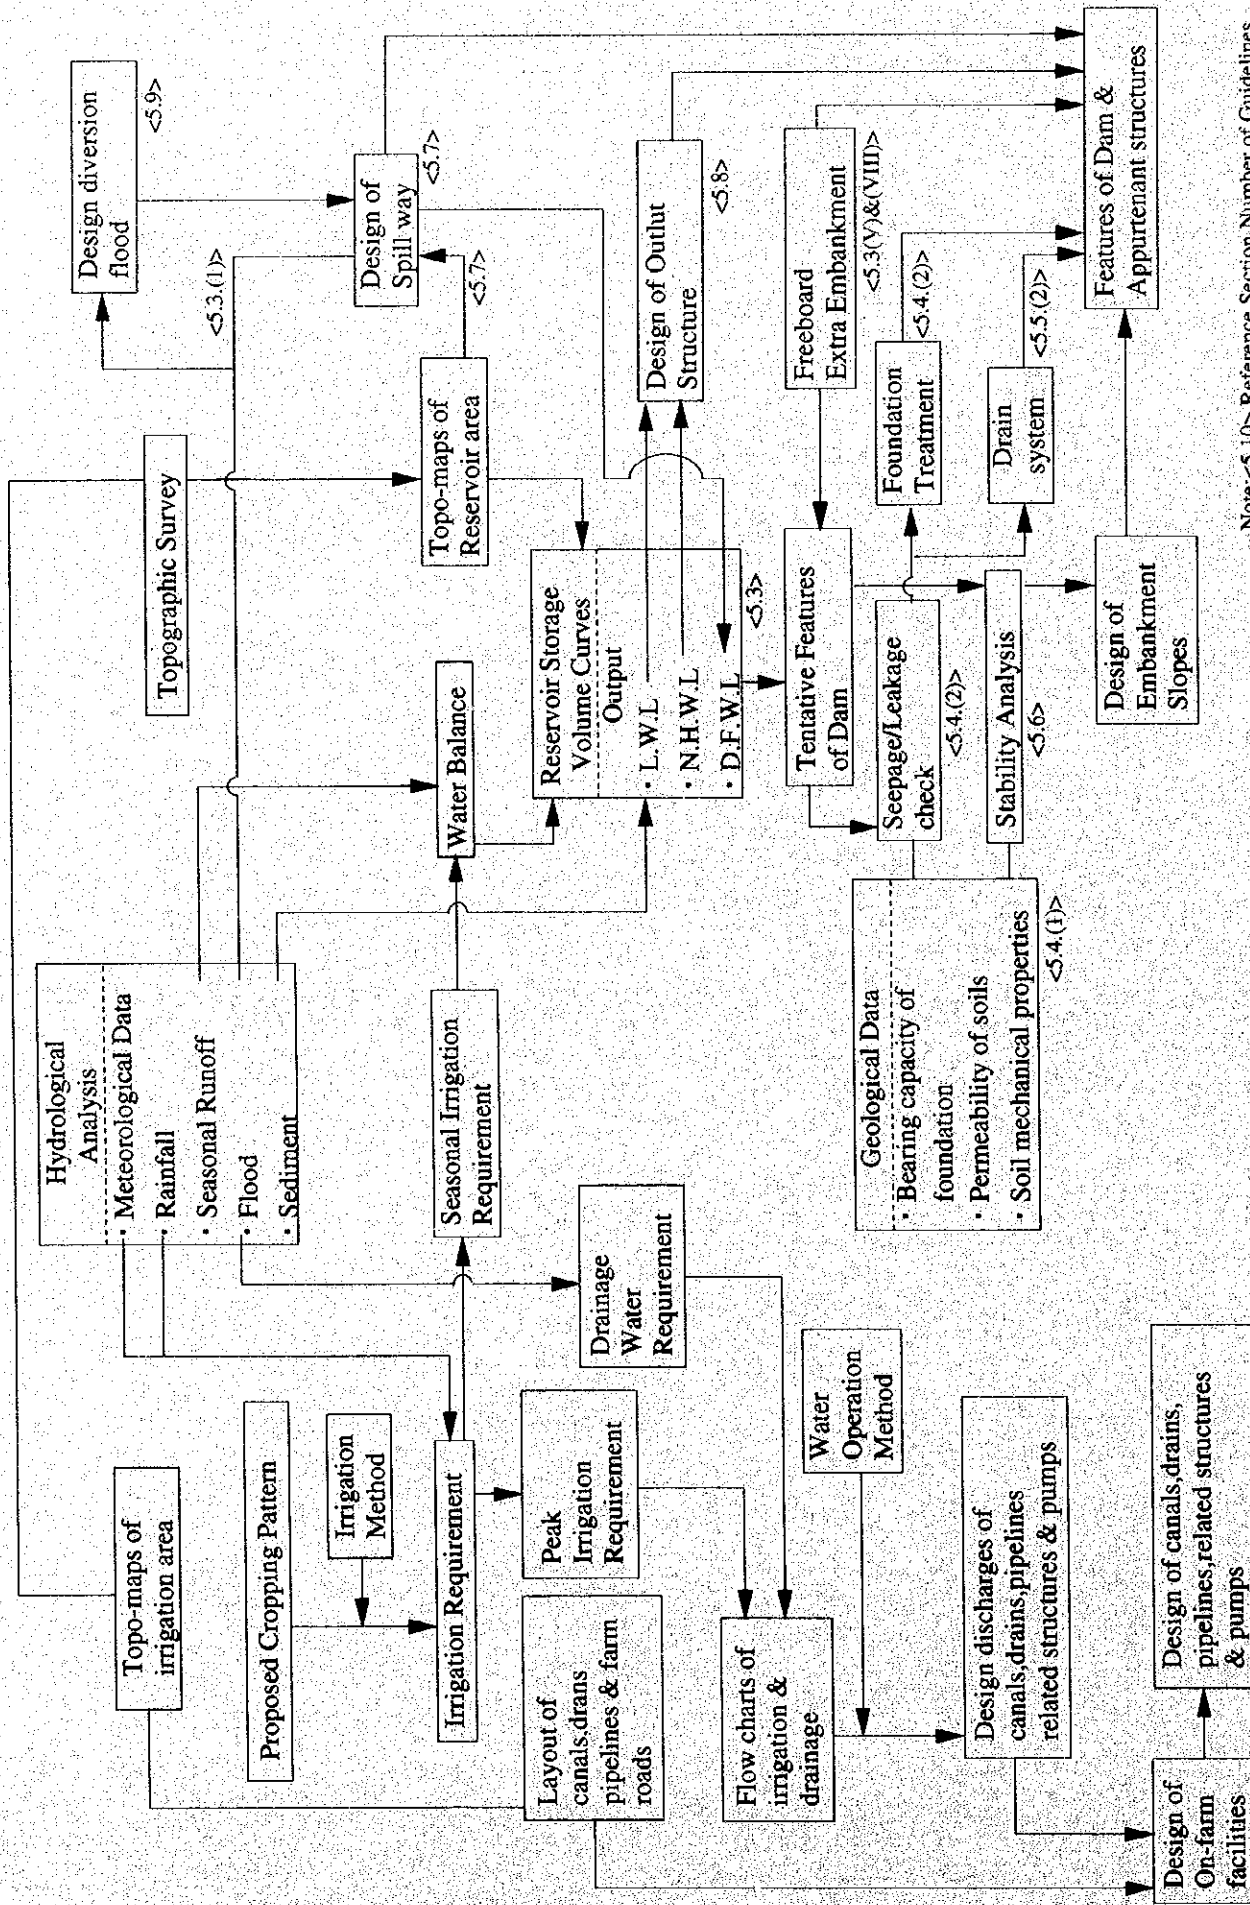 Topo-maps of
irrigation area
Proposed Cropping Pattern
Irrigation
Method
Irrigation Requirement
Layout of
canals,drans
pipelines & farm
roads
Peak
Irrigation
Requirement
Flow charts of
irrigation &
drainage
Water
Operation
Method
Design discharges of
canals,drains,pipelines
related structures & pumps
Design of
On-farm
facilities
Design of canals,drains,
pipelines,related structures
& pumps
Hydrological
Analysis
· Meteorological Data
· Rainfall
· Seasonal Runoff
· Flood
· Sediment
Seasonal Irrigation
Requirement
Drainage
Water
Requirement
Geological Data
· Bearing capacity of
foundation
· Permeability of soils
· Soil mechanical properties
<5.4.(1)>
Topographic Survey
Water Balance
Topo-maps of
Reservoir area
Reservoir Storage
Volume Curves
Output
· L.W.L
· N.H.W.L
· D.F.W.L
<5.3>
Tentative Features
of Dam
Seepage/Leakage
check
<5.4.(2)>
Stability Analysis
<5.6>
Design of
Embankment
Slopes
Design diversion
flood
<5.9>
<5.3.(1)>
Design of
Spill way
<5.7>
<5.7>
Design of Outlut
Structure
<5.8>
Freeboard
Extra Embankment
<5.3(V)&(VIII)>
Foundation
Treatment
<5.4.(2)>
Drain
system
<5.5.(2)>
Features of Dam &
Appurtenant structures
Note:<5.10> Reference Section Number of Guidelines